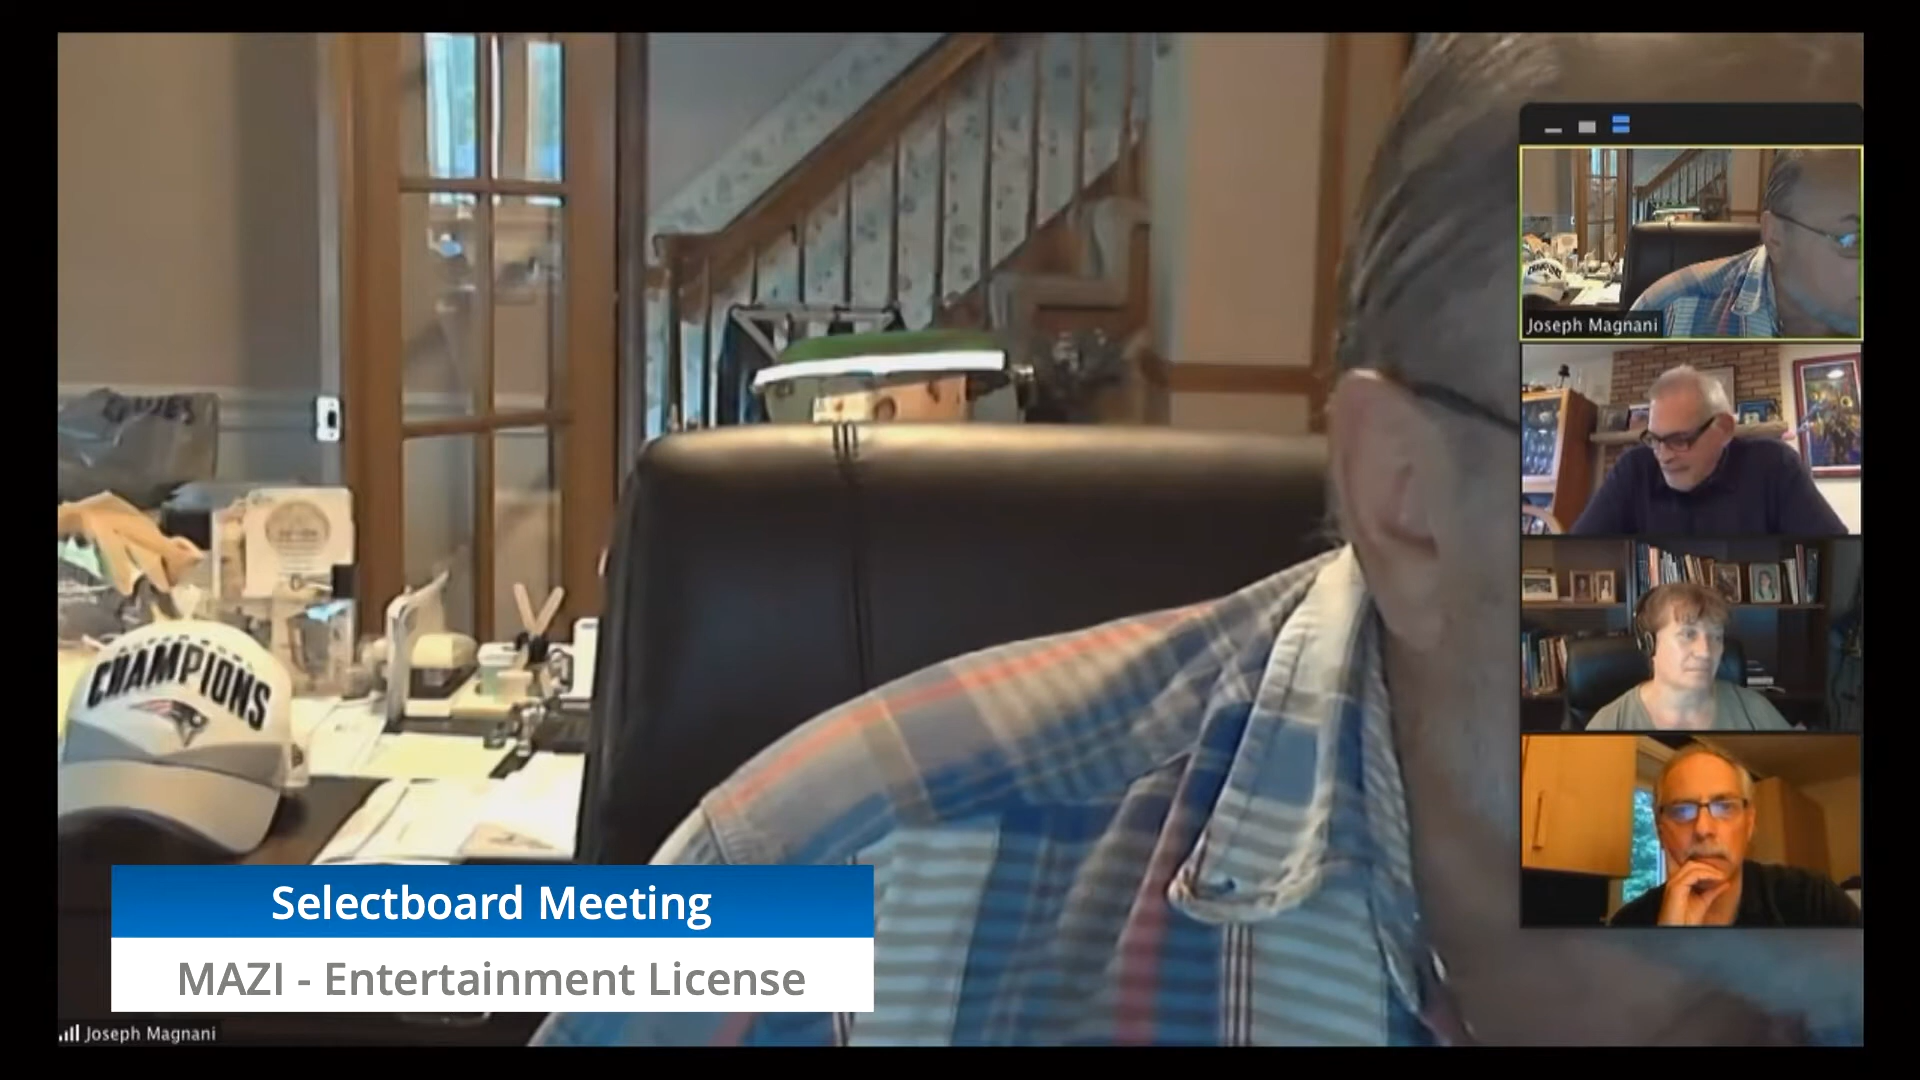 CHAMPIONS
Joseph Magnani
Selectboard Meeting
MAZI - Entertainment License
Joseph Magnani